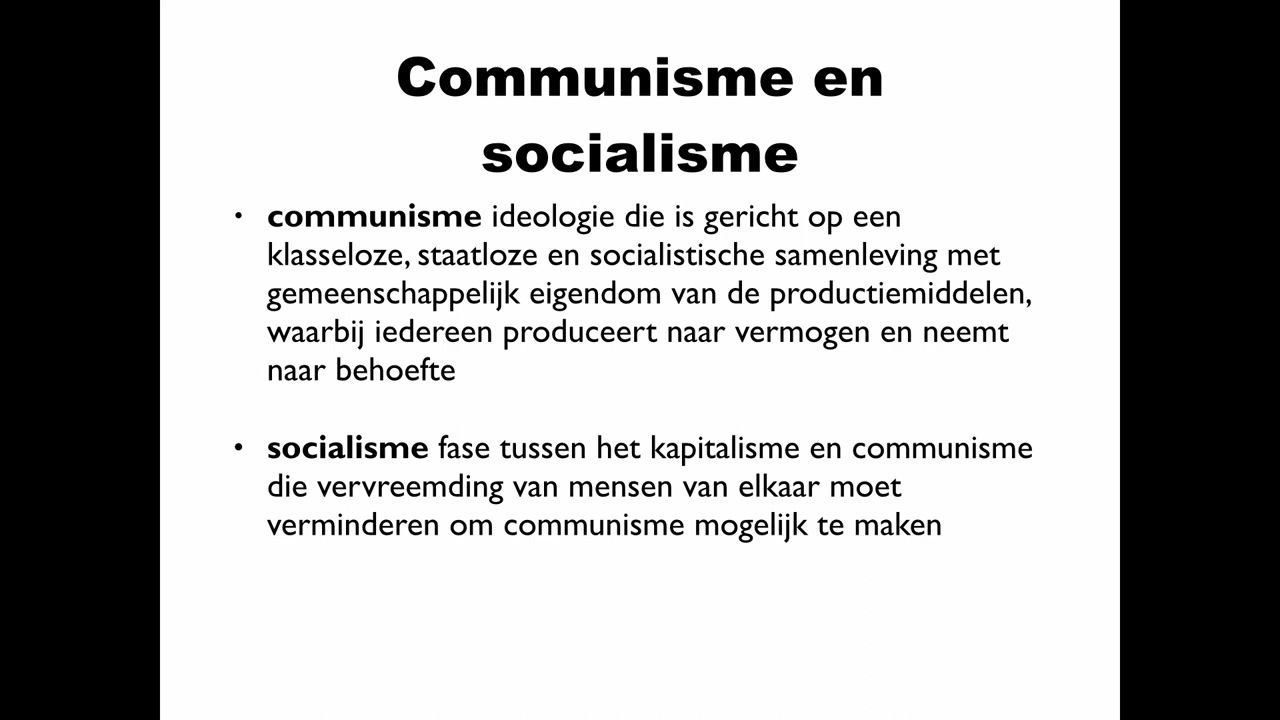 Communisme en
socialisme
• communisme ideologie die is gericht op een
klasseloze, staatloze en socialistische samenleving met
gemeenschappelijk eigendom van de productiemiddelen,
waarbij iedereen produceert naar vermogen en neemt
naar behoefte
• socialisme fase tussen het kapitalisme en communisme
die vervreemding van mensen van elkaar moet
verminderen om communisme mogelijk te maken